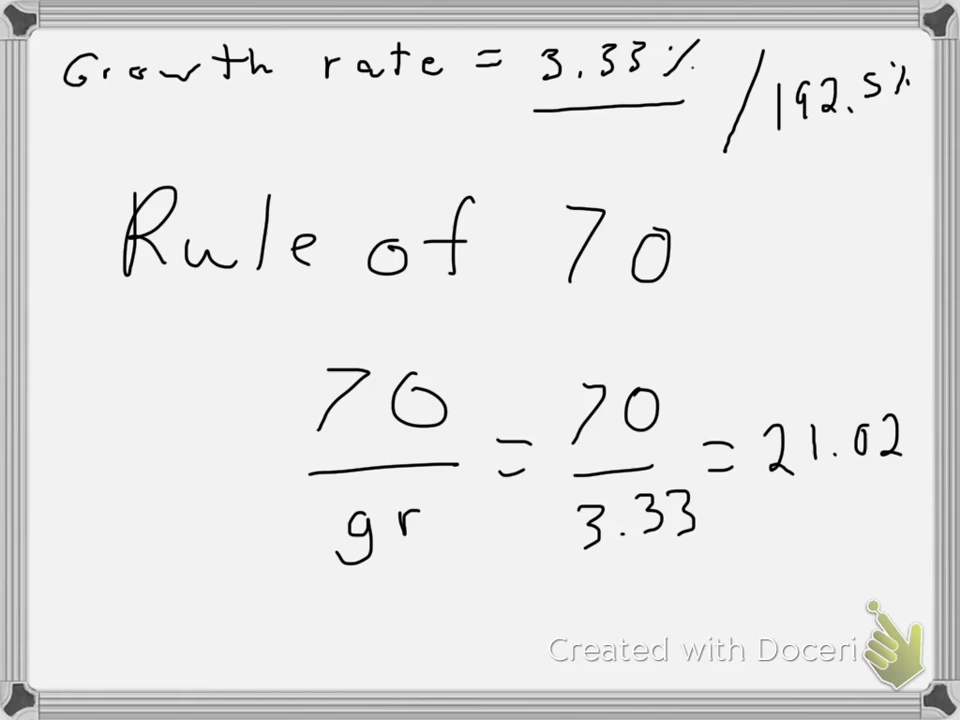 Growth rate = 3.33% / 192.5%
Rule of 70
70 / gr = 70 / 3.33 = 21.02
Created with Doceri